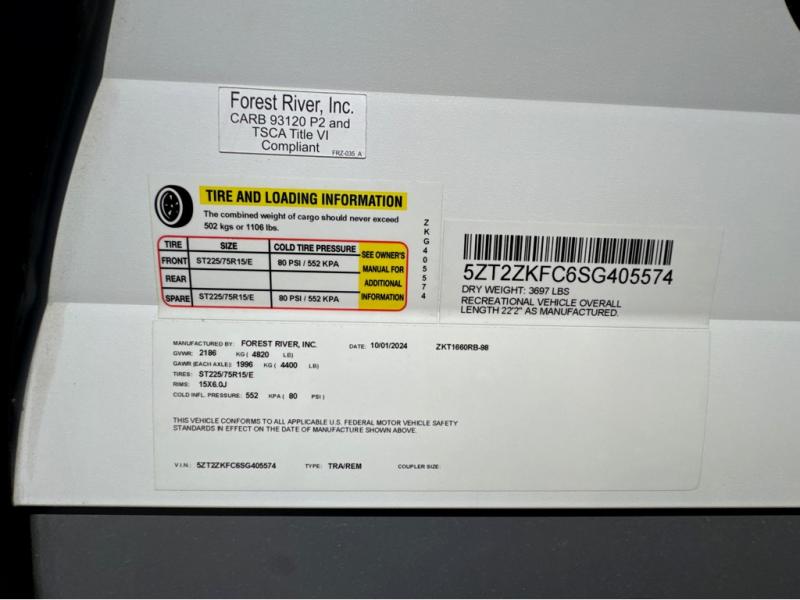 Forest River, Inc.
CARB 93120 P2 and
TSCA Title VI
Compliant
FRZ-035 A
TIRE AND LOADING INFORMATION
The combined weight of cargo should never exceed
502 kgs or 1106 lbs.
TIRE SIZE COLD TIRE PRESSURE
FRONT ST225/75R15/E 80 PSI / 552 KPA
REAR
SPARE ST225/75R15/E 80 PSI / 552 KPA
SEE OWNER'S
MANUAL FOR
ADDITIONAL
INFORMATION
ZKG405574
5ZT2ZKFC6SG405574
DRY WEIGHT: 3697 LBS
RECREATIONAL VEHICLE OVERALL
LENGTH 22'2" AS MANUFACTURED.
MANUFACTURED BY: FOREST RIVER, INC. DATE: 10/01/2024 ZKT1660RB-98
GVWR: 2186 KG ( 4820 LB)
GAWR (EACH AXLE): 1996 KG ( 4400 LB)
TIRES: ST225/75R15/E
RIMS: 15X6.0J
COLD INFL. PRESSURE: 552 KPA ( 80 PSI )
THIS VEHICLE CONFORMS TO ALL APPLICABLE U.S. FEDERAL MOTOR VEHICLE SAFETY
STANDARDS IN EFFECT ON THE DATE OF MANUFACTURE SHOWN ABOVE.
V.I.N.: 5ZT2ZKFC6SG405574 TYPE: TRA/REM COUPLER SIZE: